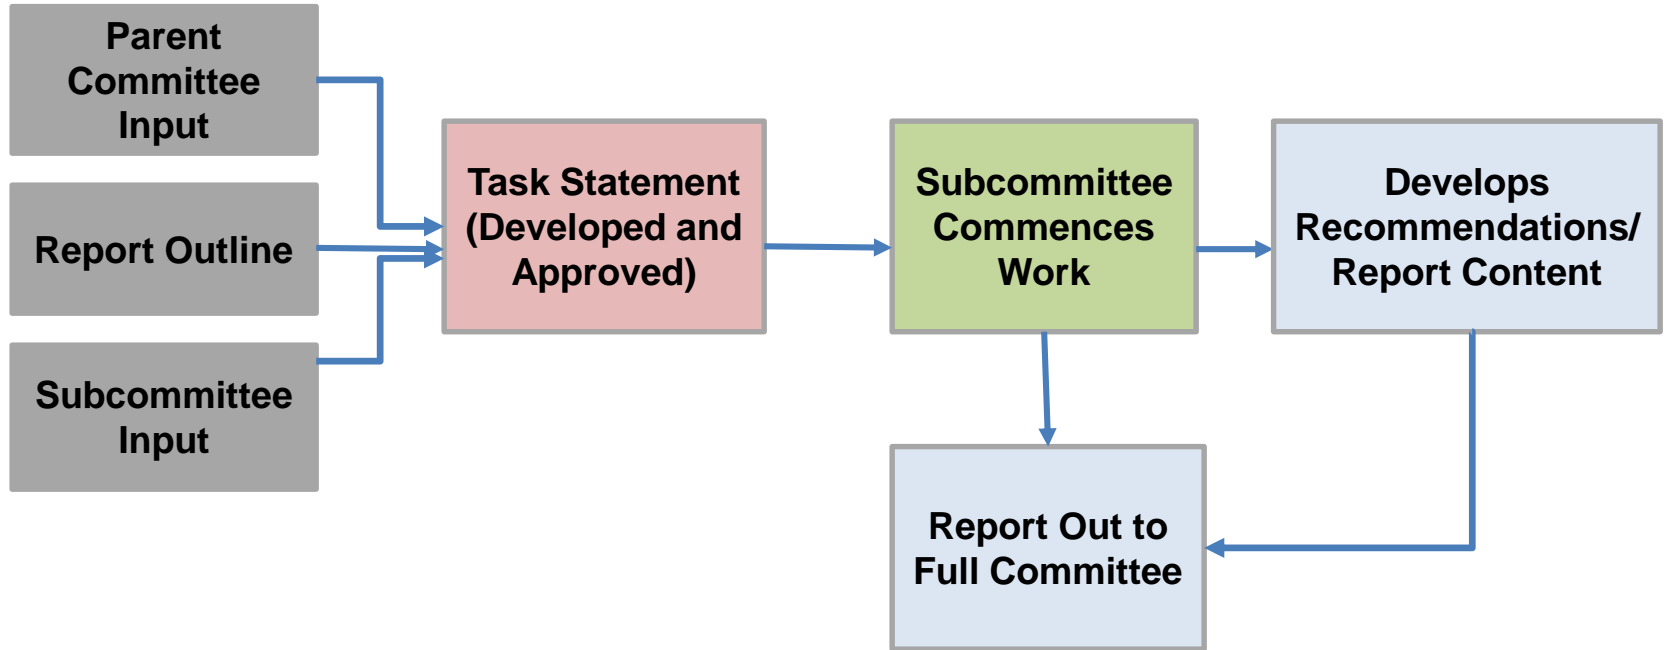 Parent
Committee
Input
Report Outline
Subcommittee
Input
Task Statement
(Developed and
Approved)
Subcommittee
Commences
Work
Develops
Recommendations/
Report Content
Report Out to
Full Committee